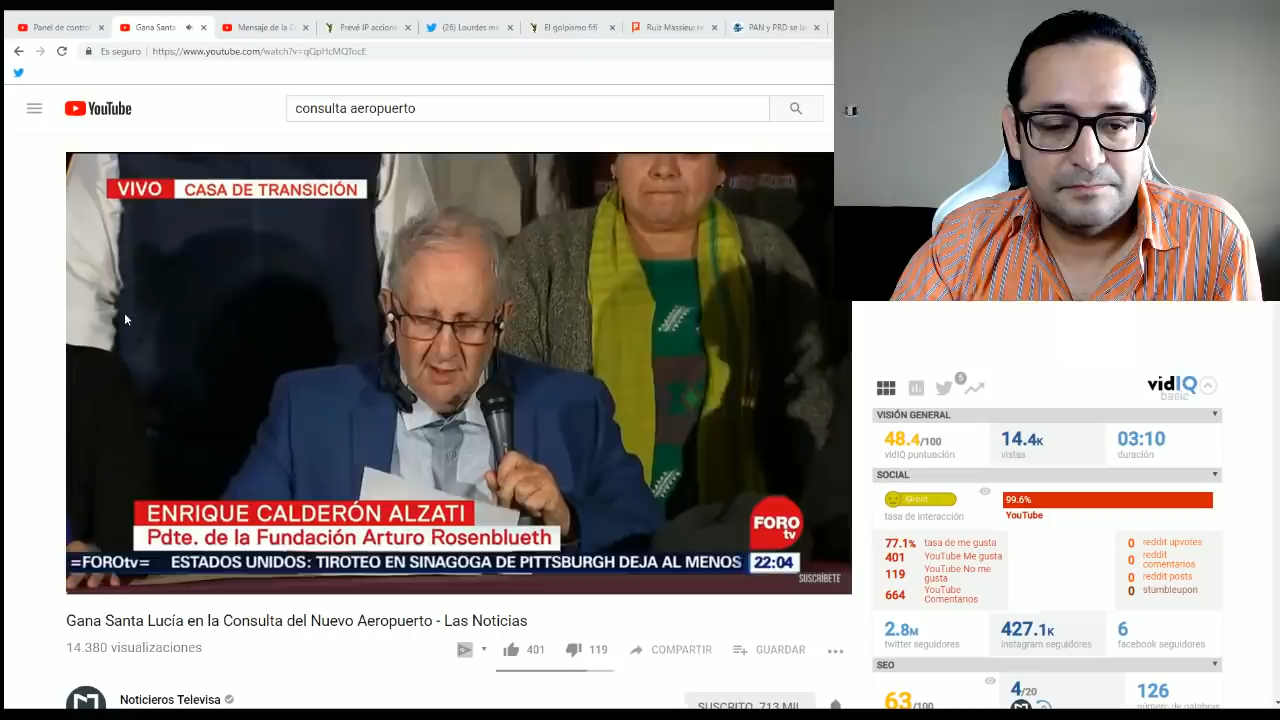 Panel de control
Gana Santa
Mensaje de la C
Prevé IP accione
(26) Lourdes me
El golpismo fifí
Ruiz Massieu: re
PAN y PRD se la
Es seguro
https://www.youtube.com/watch?v=qQpHcMQTocE
YouTube
consulta aeropuerto
VIVO
CASA DE TRANSICIÓN
ENRIQUE CALDERÓN ALZATI
Pdte. de la Fundación Arturo Rosenblueth
FORO
tv
=FOROtv=
ESTADOS UNIDOS: TIROTEO EN SINAGOGA DE PITTSBURGH DEJA AL MENOS
22:04
SUSCRÍBETE
Gana Santa Lucía en la Consulta del Nuevo Aeropuerto - Las Noticias
14.380 visualizaciones
401
119
COMPARTIR
GUARDAR
Noticieros Televisa
SUSCRITO 713 MIL
5
vidIQ
basic
VISIÓN GENERAL
48.4/100
vidIQ puntuación
14.4K
vistas
03:10
duración
SOCIAL
Great
tasa de interacción
99.6%
YouTube
77.1% tasa de me gusta
401 YouTube Me gusta
119 YouTube No me
gusta
664 YouTube
Comentarios
0 reddit upvotes
0 reddit
comentarios
0 reddit posts
0 stumbleupon
2.8M
twitter seguidores
427.1K
instagram seguidores
6
facebook seguidores
SEO
63/100
4/20
126
número de palabras